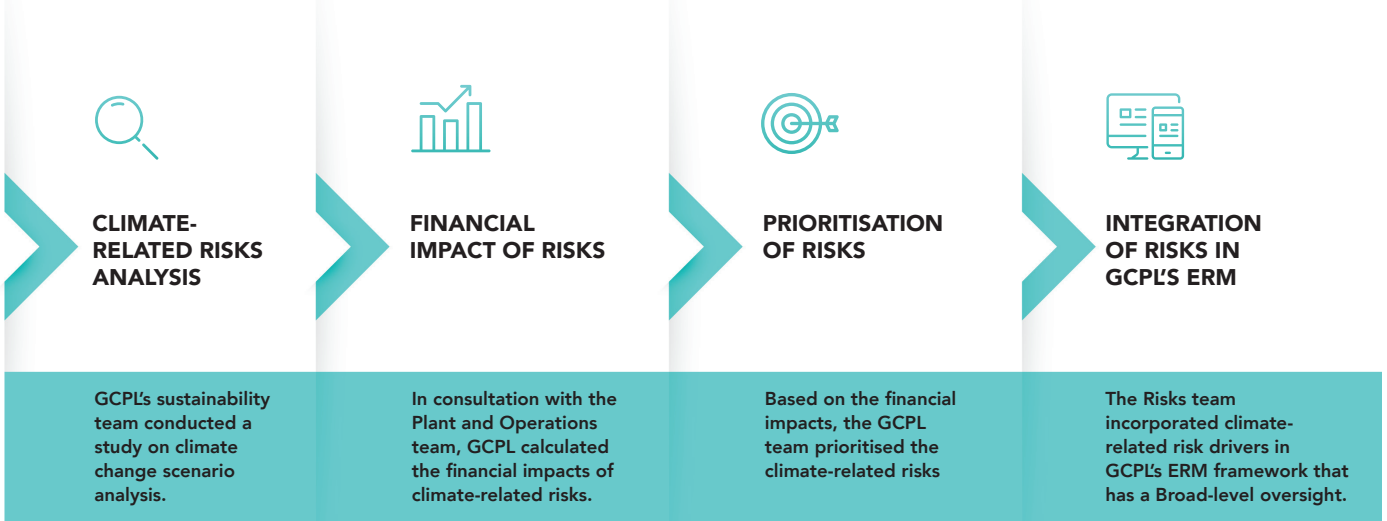 CLIMATE-
RELATED RISKS
ANALYSIS
GCPL's sustainability
team conducted a
study on climate
change scenario
analysis.
FINANCIAL
IMPACT OF RISKS
In consultation with the
Plant and Operations
team, GCPL calculated
the financial impacts of
climate-related risks.
PRIORITISATION
OF RISKS
Based on the financial
impacts, the GCPL
team prioritised the
climate-related risks
INTEGRATION
OF RISKS IN
GCPL'S ERM
The Risks team
incorporated climate-
related risk drivers in
GCPL's ERM framework that
has a Broad-level oversight.